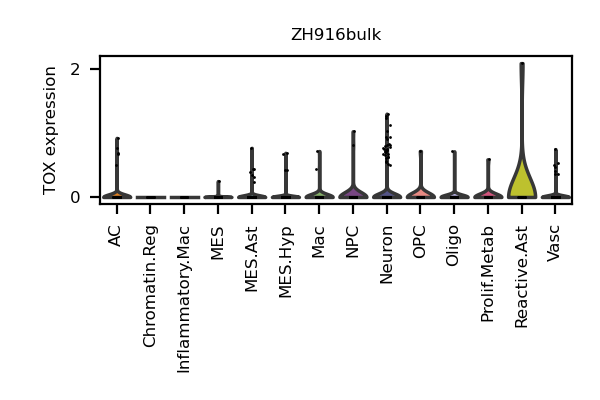 ZH916bulk
TOX expression
2
0
AC
Chromatin.Reg
Inflammatory.Mac
MES
MES.Ast
MES.Hyp
Mac
NPC
Neuron
OPC
Oligo
Prolif.Metab
Reactive.Ast
Vasc